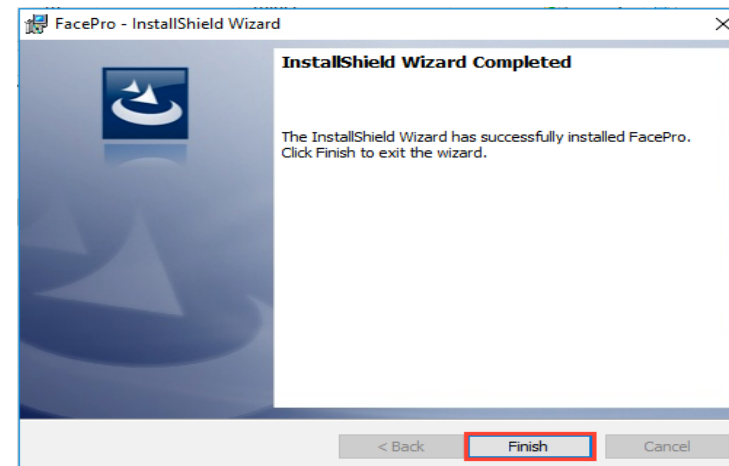 FacePro - InstallShield Wizard
InstallShield Wizard Completed
The InstallShield Wizard has successfully installed FacePro.
Click Finish to exit the wizard.
< Back
Finish
Cancel